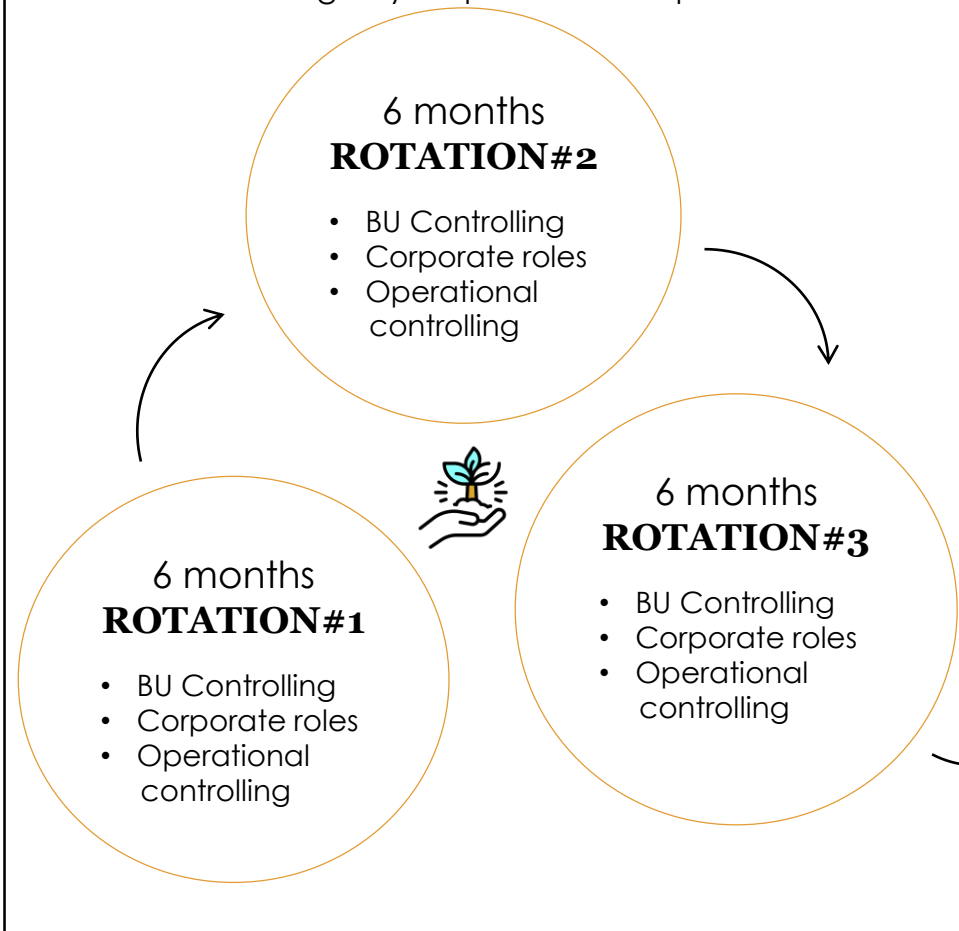 6 months
ROTATION#2
• BU Controlling
• Corporate roles
• Operational
controlling
6 months
ROTATION#1
• BU Controlling
• Corporate roles
• Operational
controlling
6 months
ROTATION#3
• BU Controlling
• Corporate roles
• Operational
controlling